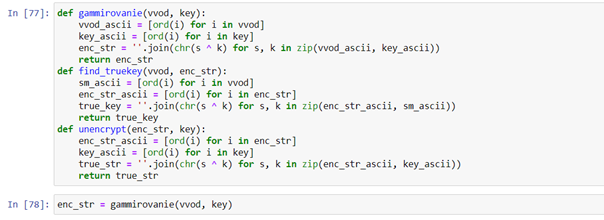 In [77]: def gammirovanie(vvod, key):
    vvod_ascii = [ord(i) for i in vvod]
    key_ascii = [ord(i) for i in key]
    enc_str = ''.join(chr(s ^ k) for s, k in zip(vvod_ascii, key_ascii))
    return enc_str
def find_truekey(vvod, enc_str):
    sm_ascii = [ord(i) for i in vvod]
    enc_str_ascii = [ord(i) for i in enc_str]
    true_key = ''.join(chr(s ^ k) for s, k in zip(enc_str_ascii, sm_ascii))
    return true_key
def unencrypt(enc_str, key):
    enc_str_ascii = [ord(i) for i in enc_str]
    key_ascii = [ord(i) for i in key]
    true_str = ''.join(chr(s ^ k) for s, k in zip(enc_str_ascii, key_ascii))
    return true_str
In [78]: enc_str = gammirovanie(vvod, key)